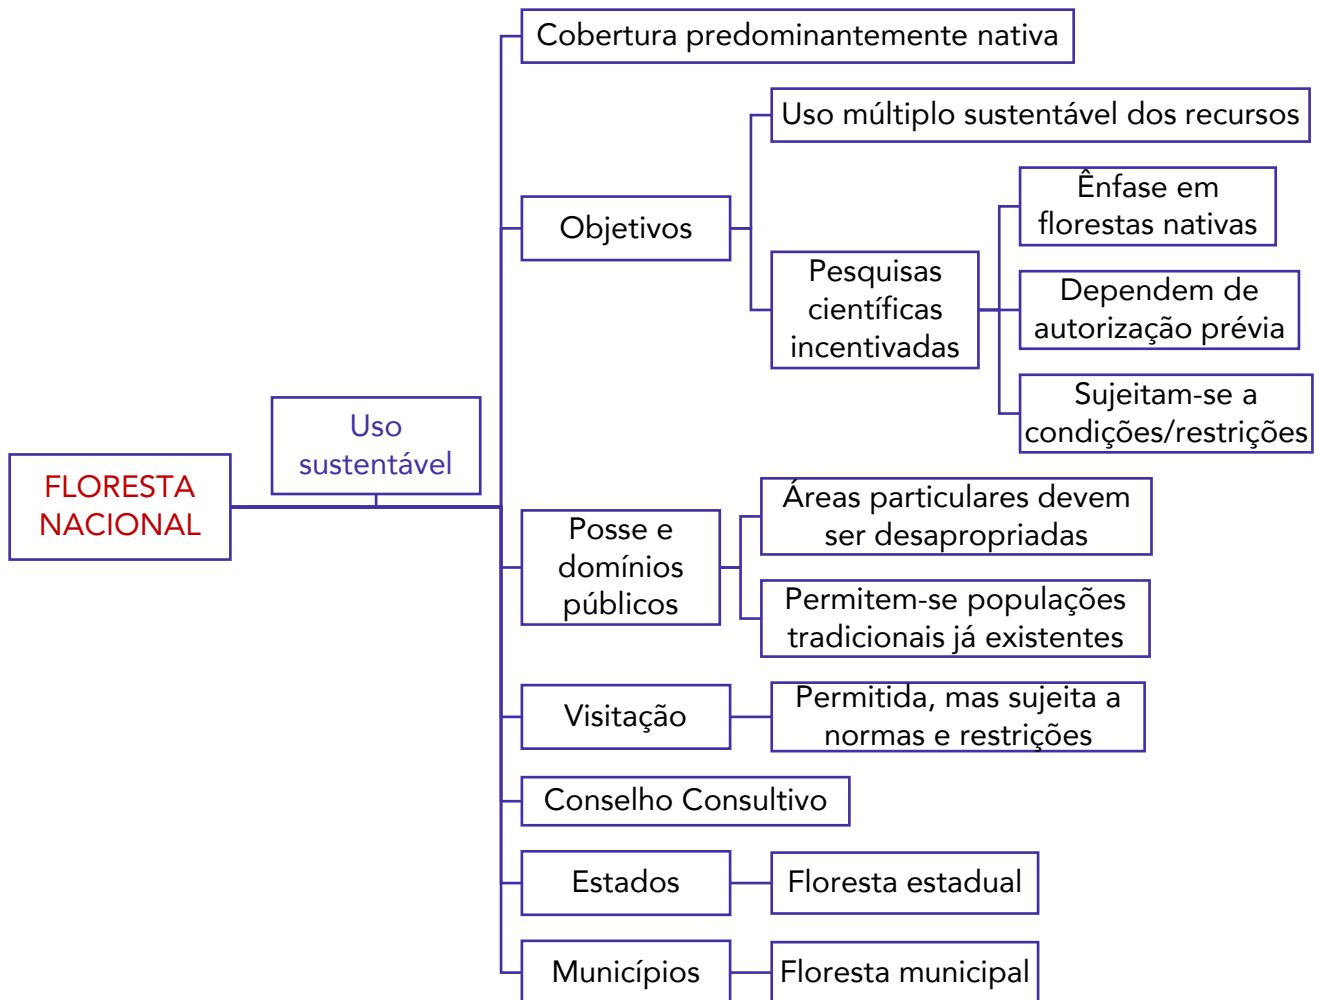 Cobertura predominantemente nativa
Uso múltiplo sustentável dos recursos
Objetivos
Ênfase em
florestas nativas
Pesquisas
científicas
incentivadas
Dependem de
autorização prévia
Sujeitam-se a
condições/restrições
Uso
sustentável
FLORESTA
NACIONAL
Posse e
domínios
públicos
Áreas particulares devem
ser desapropriadas
Permitem-se populações
tradicionais já existentes
Visitação
Permitida, mas sujeita a
normas e restrições
Conselho Consultivo
Estados
Floresta estadual
Municípios
Floresta municipal